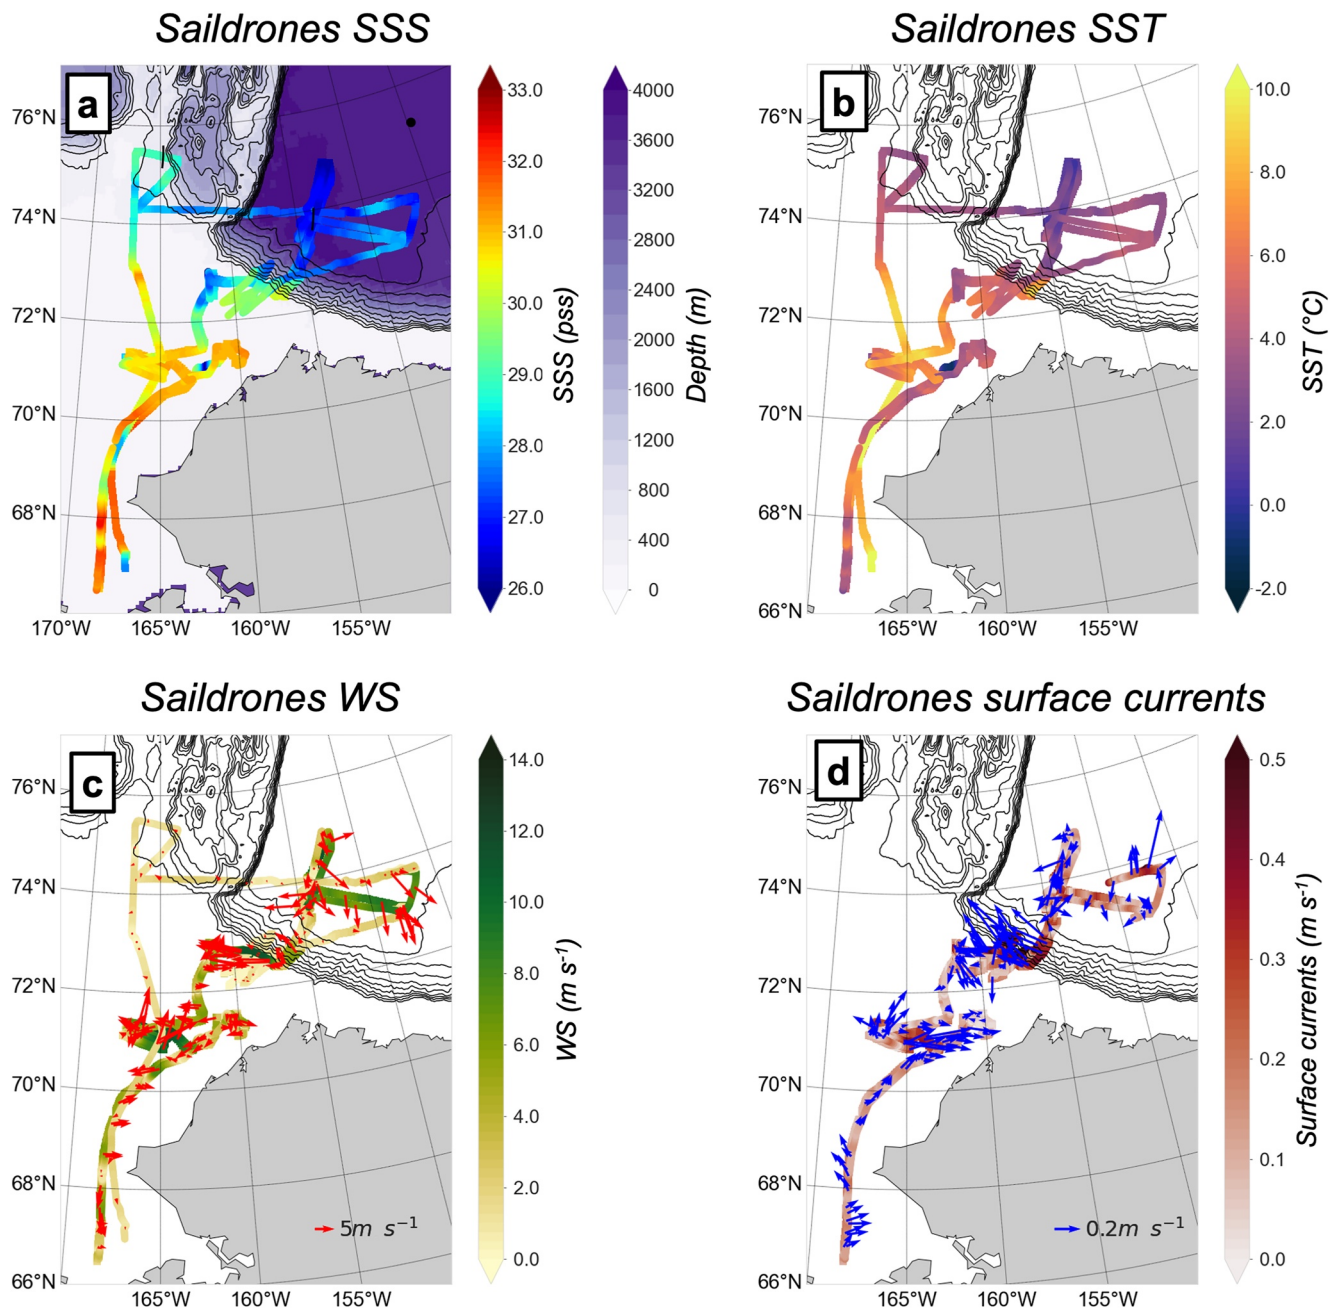 Saildrones SSS
a
76°N
74°N
72°N
70°N
68°N
170°W
165°W
160°W
155°W
33.0
32.0
31.0
30.0
29.0
28.0
27.0
26.0
SSS (pss)
4000
3600
3200
2800
2400
2000
1600
1200
800
400
0
Depth (m)
Saildrones SST
b
76°N
74°N
72°N
70°N
68°N
66°N
165°W
160°W
155°W
10.0
8.0
6.0
4.0
2.0
0.0
-2.0
SST (°C)
Saildrones WS
c
76°N
74°N
72°N
70°N
68°N
66°N
165°W
160°W
155°W
5m s⁻¹
14.0
12.0
10.0
8.0
6.0
4.0
2.0
0.0
WS (m s⁻¹)
Saildrones surface currents
d
76°N
74°N
72°N
70°N
68°N
66°N
165°W
160°W
155°W
0.2m s⁻¹
0.5
0.4
0.3
0.2
0.1
0.0
Surface currents (m s⁻¹)